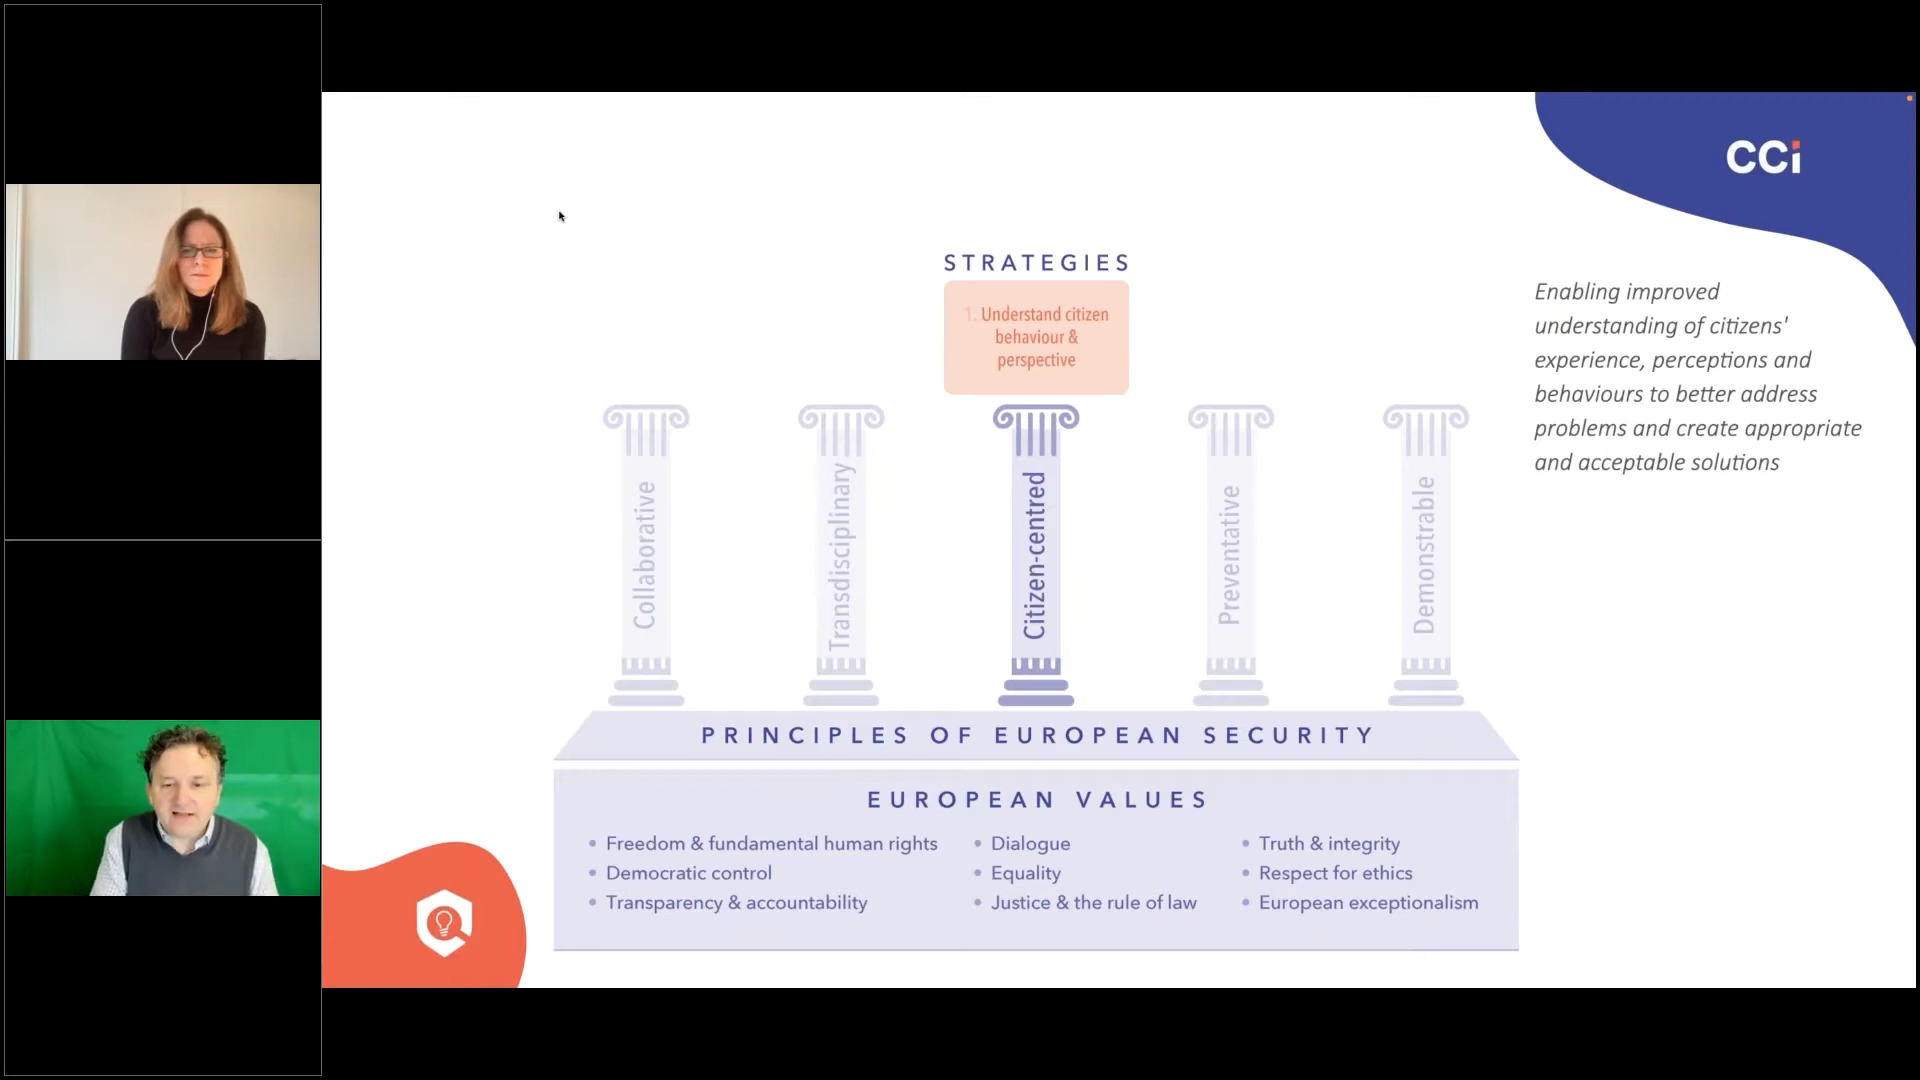 CCi
STRATEGIES
1. Understand citizen
behaviour &
perspective
Enabling improved
understanding of citizens'
experience, perceptions and
behaviours to better address
problems and create appropriate
and acceptable solutions
Collaborative
Transdisciplinary
Citizen-centred
Preventative
Demonstrable
PRINCIPLES OF EUROPEAN SECURITY
EUROPEAN VALUES
• Freedom & fundamental human rights
• Democratic control
• Transparency & accountability
• Dialogue
• Equality
• Justice & the rule of law
• Truth & integrity
• Respect for ethics
• European exceptionalism